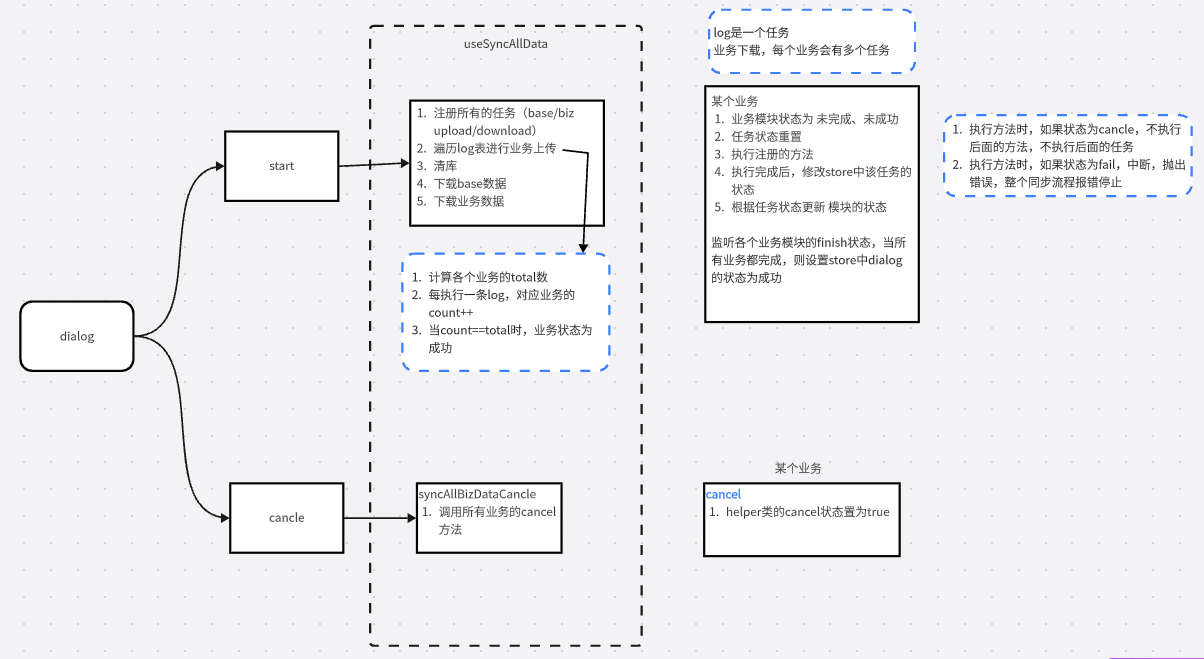 useSyncAllData
log是一个任务
业务下载，每个业务会有多个任务
1. 注册所有的任务（base/biz
upload/download）
2. 遍历log表进行业务上传
3. 清库
4. 下载base数据
5. 下载业务数据
某个业务
1. 业务模块状态为 未完成、未成功
2. 任务状态重置
3. 执行注册的方法
4. 执行完成后，修改store中该任务的
状态
5. 根据任务状态更新 模块的状态
监听各个业务模块的finish状态，当所
有业务都完成，则设置store中dialog
的状态为成功
1. 执行方法时，如果状态为cancle，不执行
后面的方法，不执行后面的任务
2. 执行方法时，如果状态为fail，中断，抛出
错误，整个同步流程报错停止
start
1. 计算各个业务的total数
2. 每执行一条log，对应业务的
count++
3. 当count==total时，业务状态为
成功
dialog
cancle
syncAllBizDataCancle
1. 调用所有业务的cancel
方法
某个业务
cancel
1. helper类的cancel状态置为true